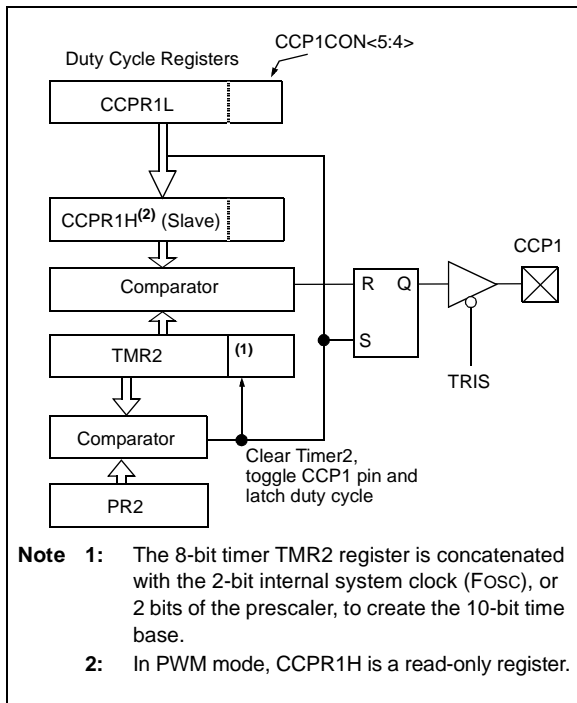 CCP1CON<5:4>
Duty Cycle Registers
CCPR1L
CCPR1H(2) (Slave)
CCP1
Comparator
R Q
TMR2 (1)
S
TRIS
Comparator
Clear Timer2,
toggle CCP1 pin and
latch duty cycle
PR2
Note 1: The 8-bit timer TMR2 register is concatenated
with the 2-bit internal system clock (FOSC), or
2 bits of the prescaler, to create the 10-bit time
base.
2: In PWM mode, CCPR1H is a read-only register.